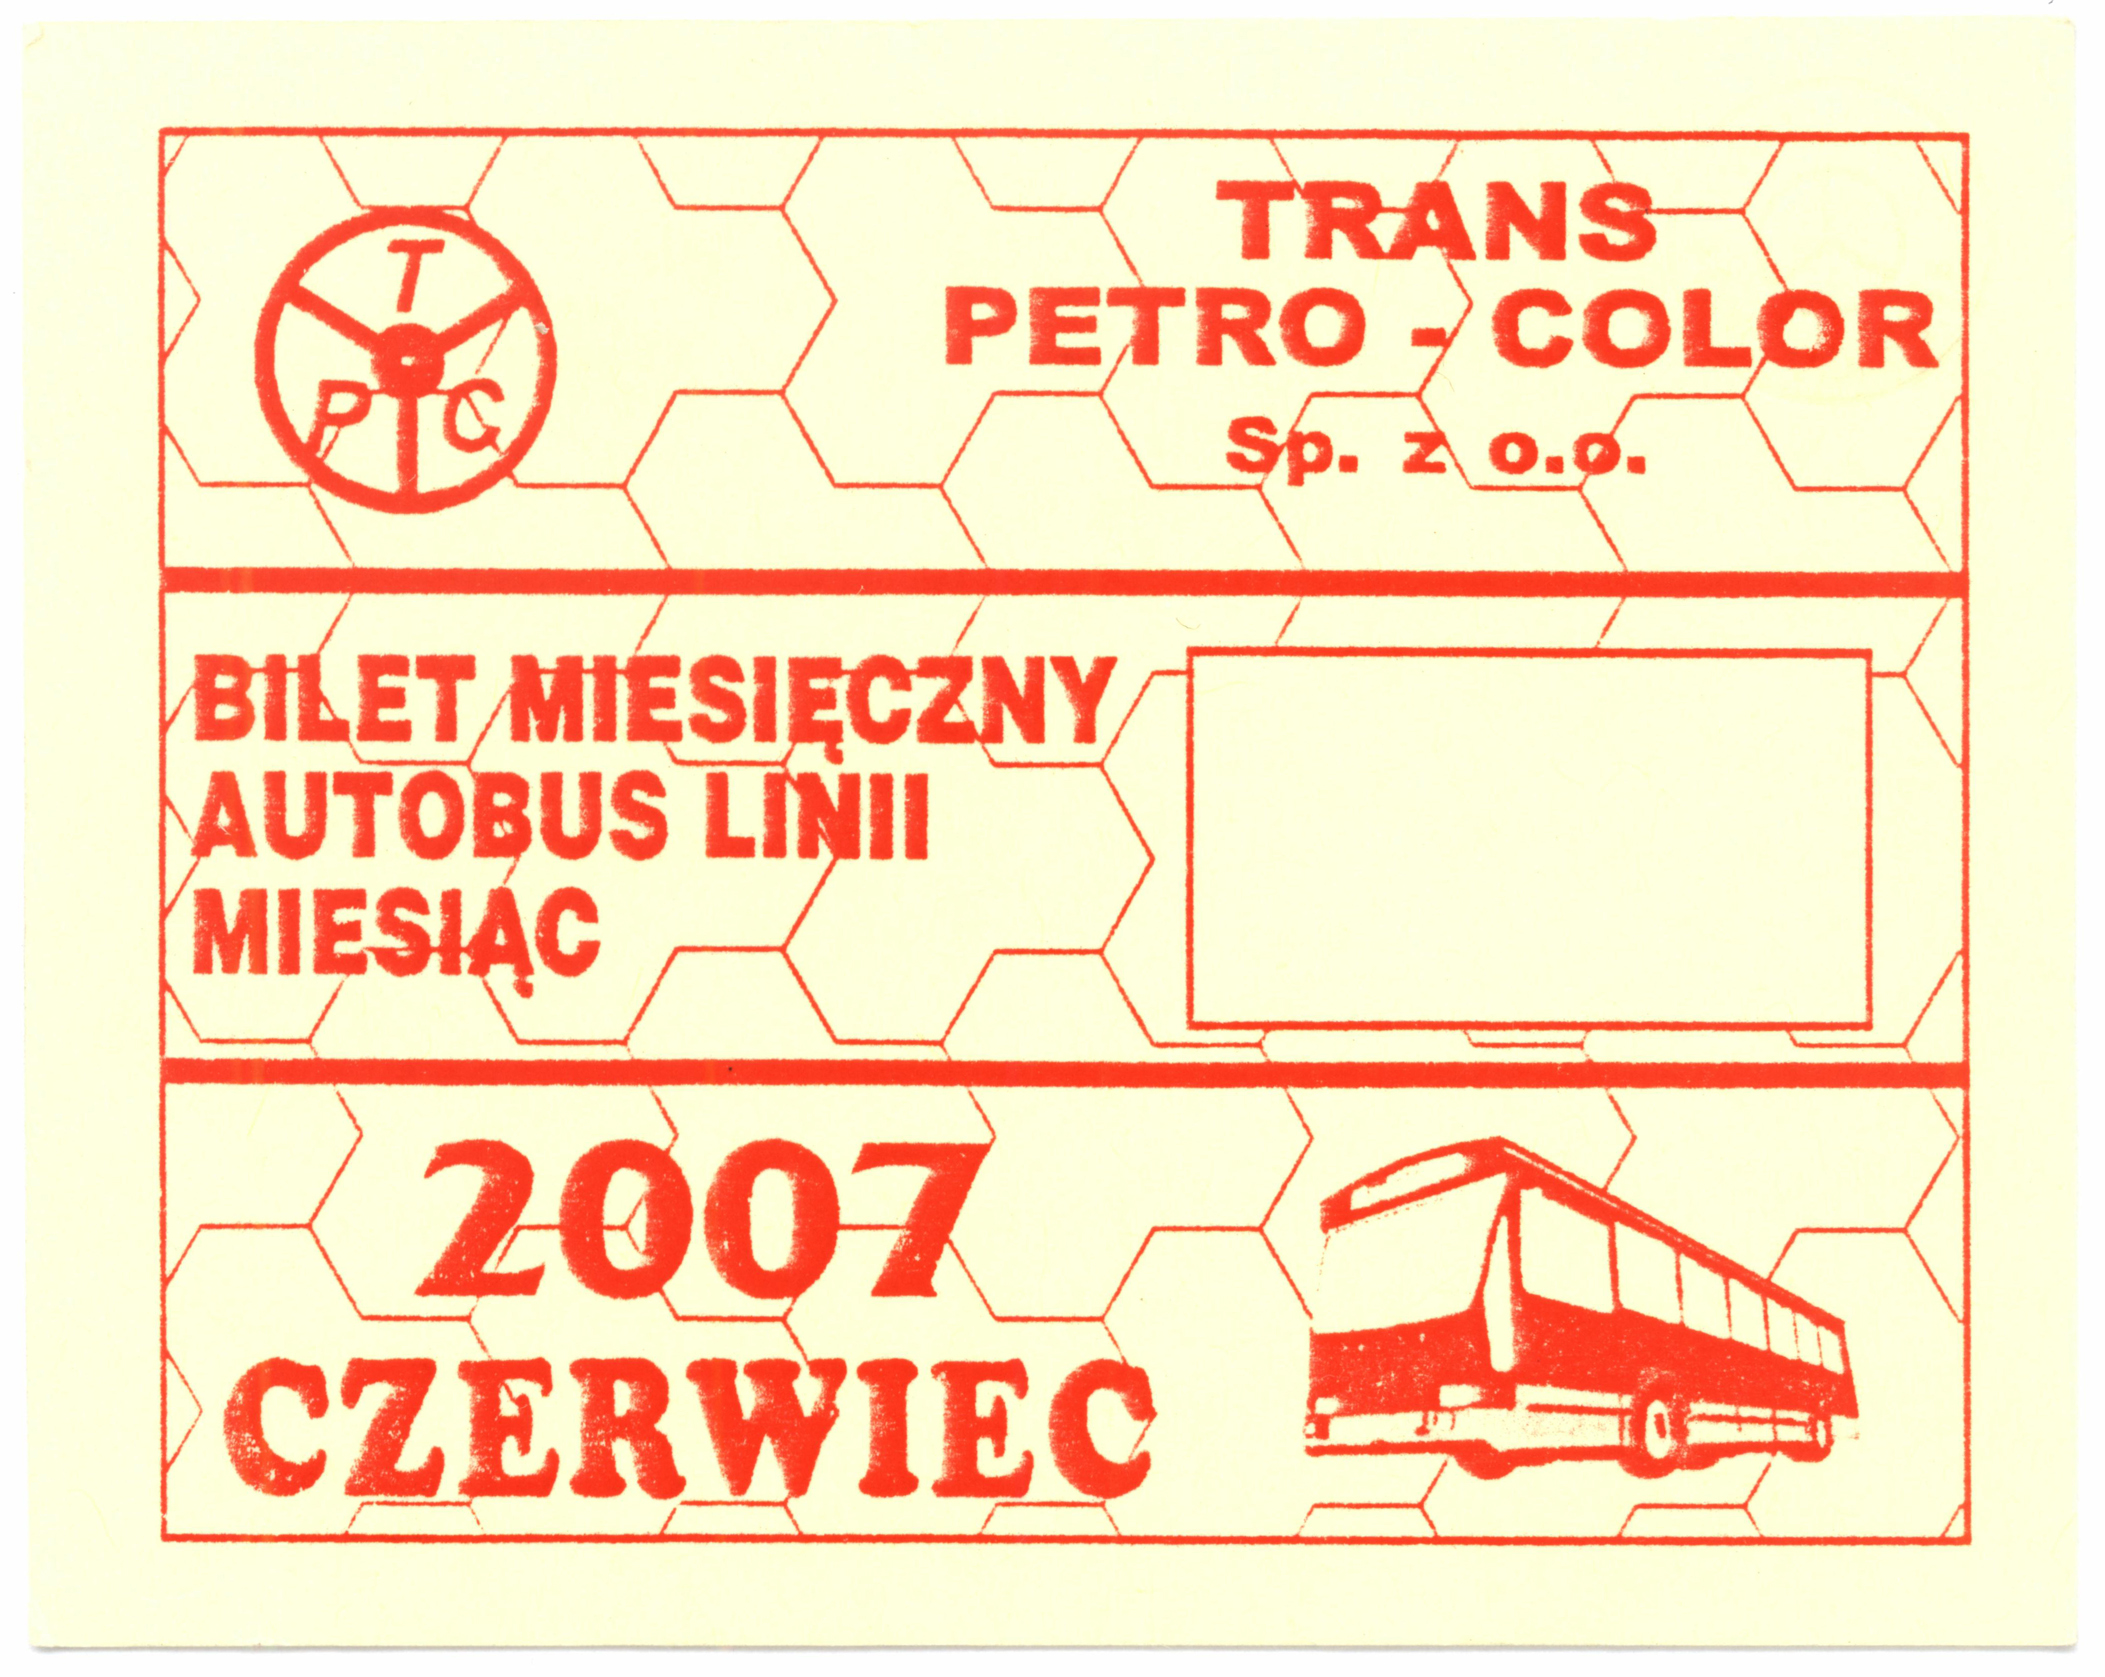 T
P C
TRANS
PETRO - COLOR
Sp. z o.o.
BILET MIESIĘCZNY
AUTOBUS LINII
MIESIĄC
2007
CZERWIEC